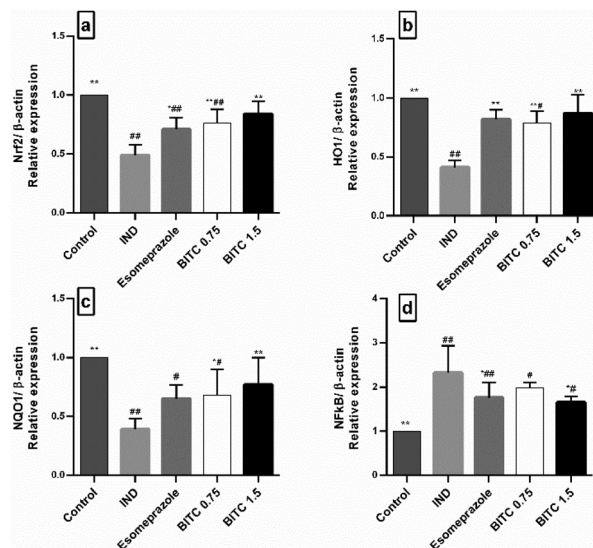 a
Nrf2/ β-actin
Relative expression
1.5
1.0
0.5
0.0
**
##
*##
**##
**
Control
IND
Esomeprazole
BITC 0.75
BITC 1.5
b
HO1/ β-actin
Relative expression
1.5
1.0
0.5
0.0
**
##
**
**#
**
Control
IND
Esomeprazole
BITC 0.75
BITC 1.5
c
NQO1/ β-actin
Relative expression
1.5
1.0
0.5
0.0
**
##
#
*#
**
Control
IND
Esomeprazole
BITC 0.75
BITC 1.5
d
NFkB/ β-actin
Relative expression
4
3
2
1
0
**
##
*##
#
*#
Control
IND
Esomeprazole
BITC 0.75
BITC 1.5